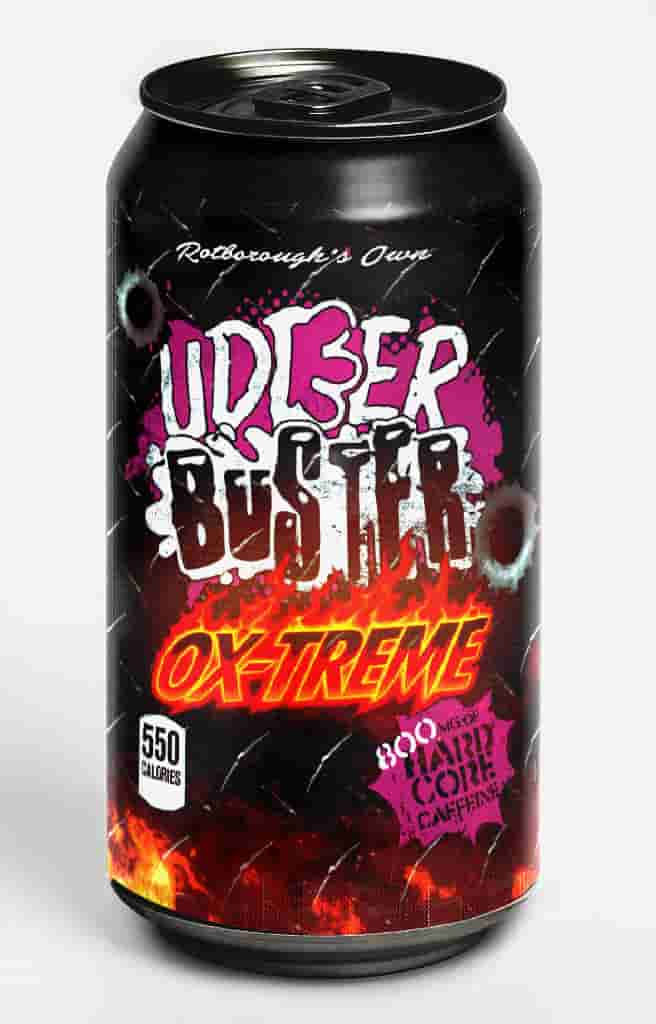 Rotborough's Own
UDDER
BUSTER
OX-TREME
550
CALORIES
800 MG OF
HARD
CORE
CAFFEINE